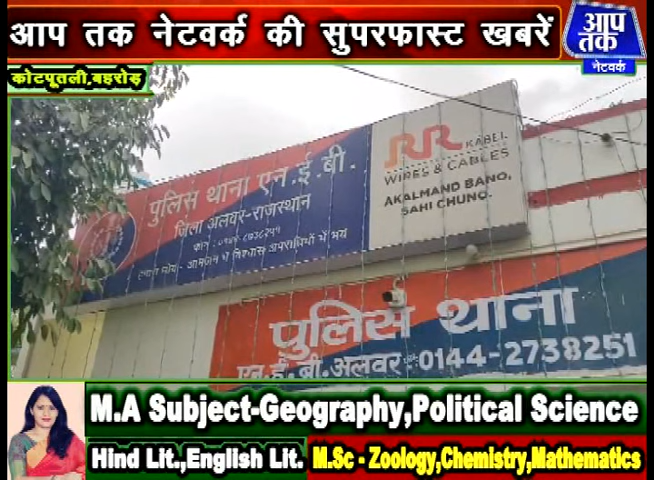 आप तक नेटवर्क की सुपरफास्ट खबरें
आप
तक
नेटवर्क
कोटपूतली,बहरोड़
पुलिस थाना एन.ई.बी.
जिला अलवर-राजस्थान
RR KABEL
WIRES & CABLES
AKALMAND BANO,
SAHI CHUNO.
पुलिस थाना
एन.ई.बी.अलवर 0144-2738251
M.A Subject-Geography,Political Science
Hind Lit.,English Lit.
M.Sc - Zoology,Chemistry,Mathematics